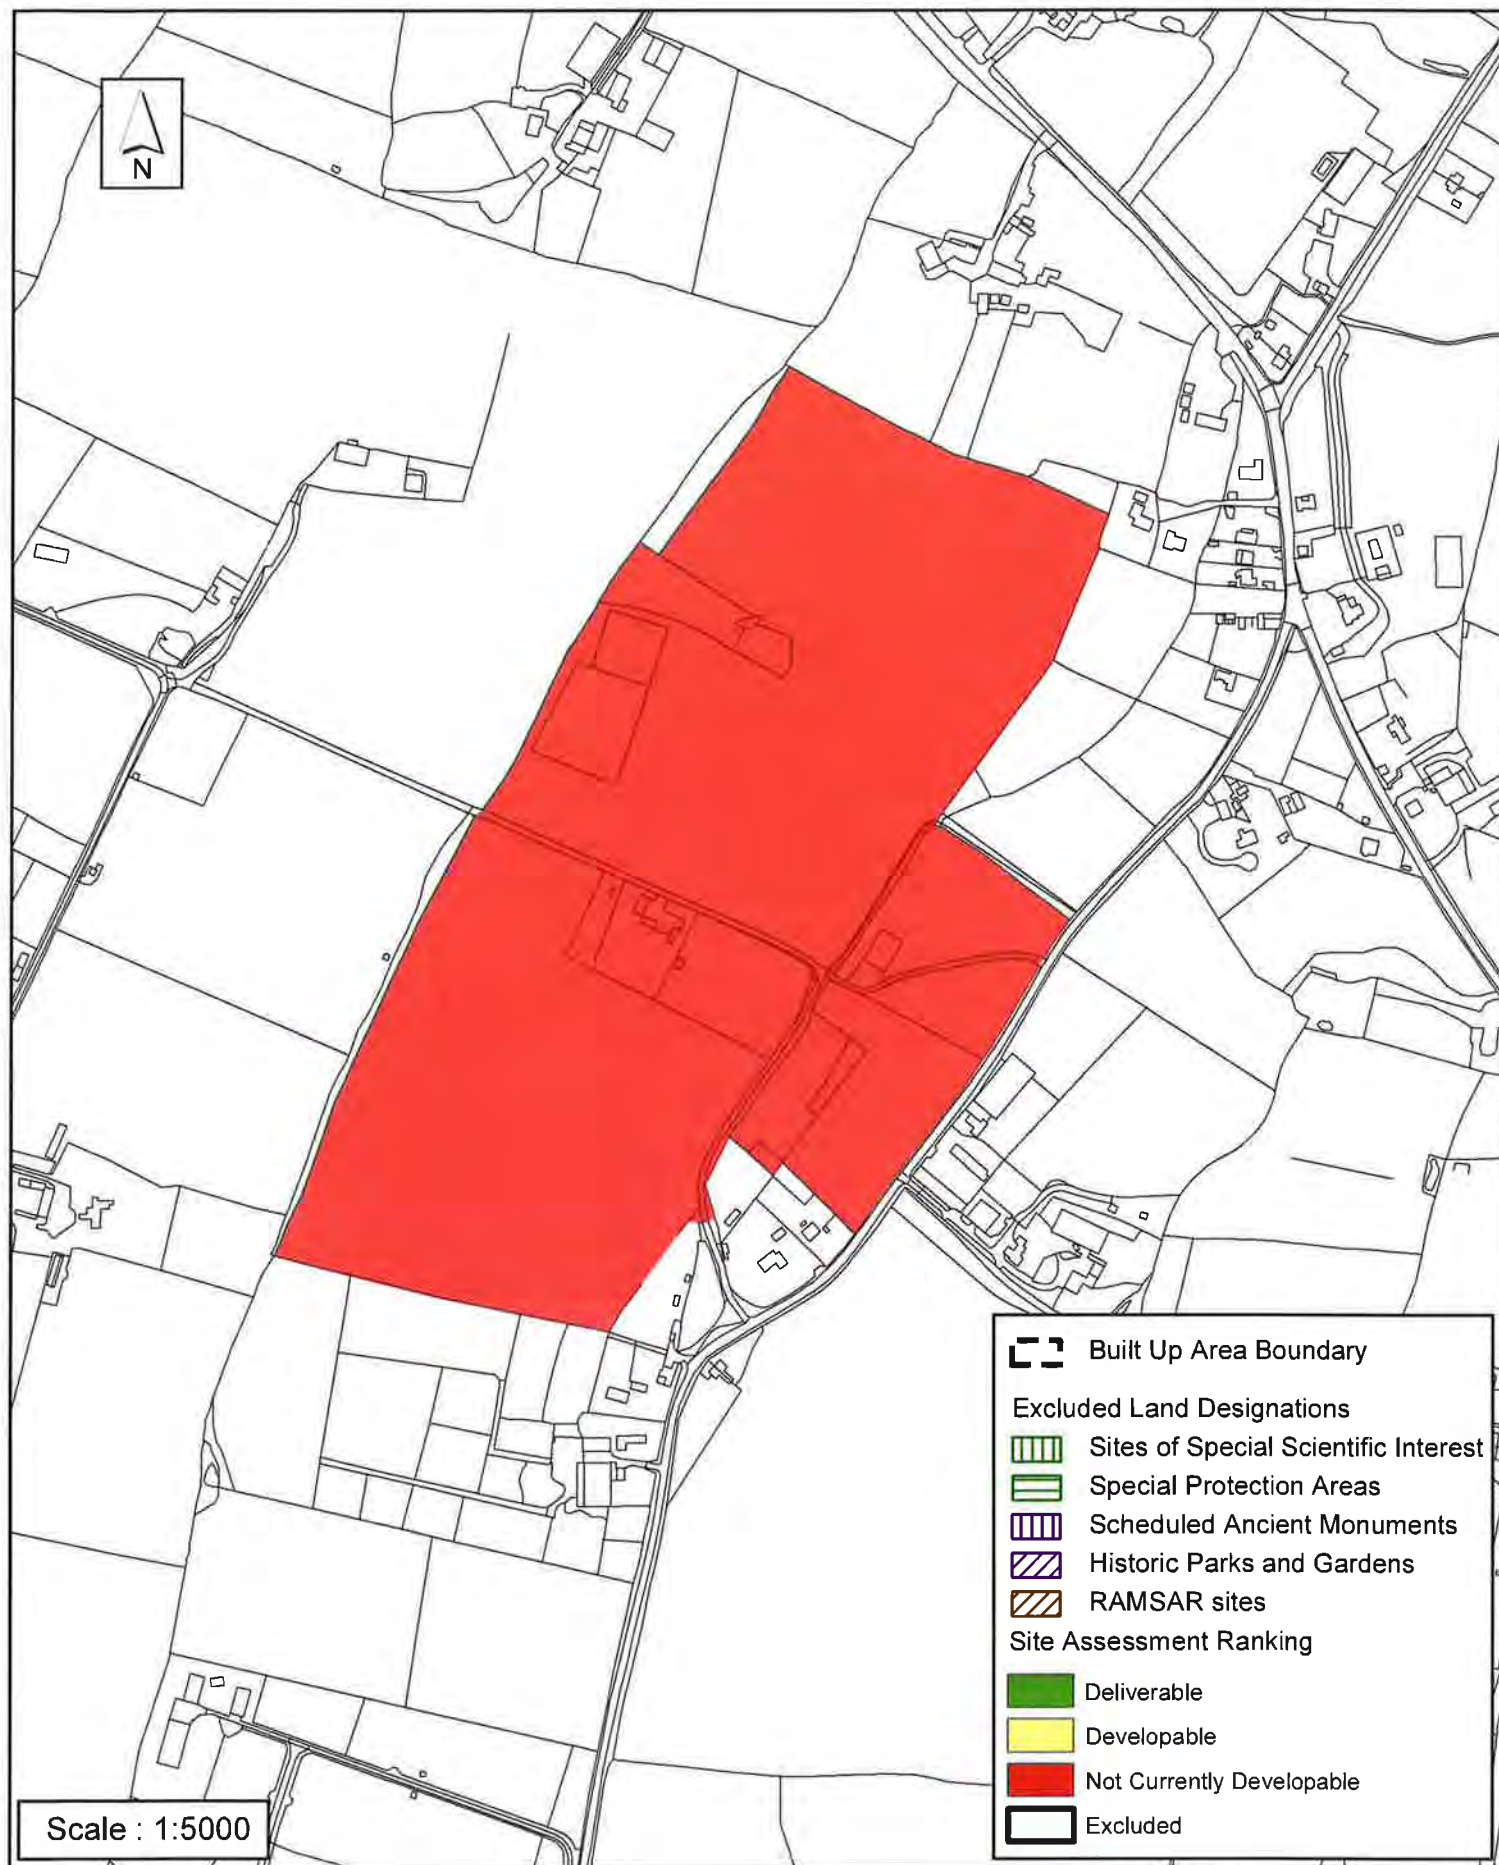 N
Built Up Area Boundary
Excluded Land Designations
Sites of Special Scientific Interest
Special Protection Areas
Scheduled Ancient Monuments
Historic Parks and Gardens
RAMSAR sites
Site Assessment Ranking
Deliverable
Developable
Not Currently Developable
Excluded
Scale : 1:5000